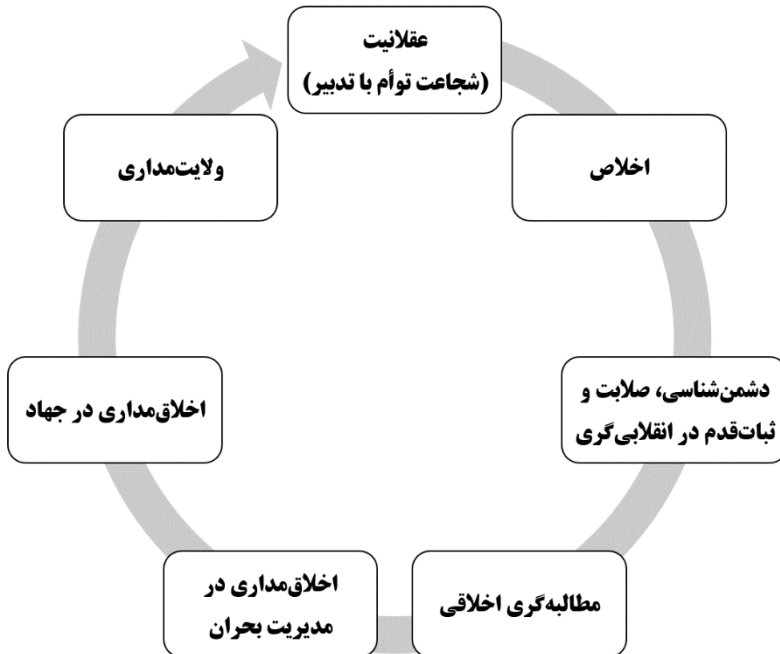 عقلانیت
(شجاعت توأم با تدبیر)
اخلاص
دشمن‌شناسی، صلابت و
ثبات‌قدم در انقلابی‌گری
مطالبه‌گری اخلاقی
اخلاق‌مداری در
مدیریت بحران
اخلاق‌مداری در جهاد
ولایت‌مداری